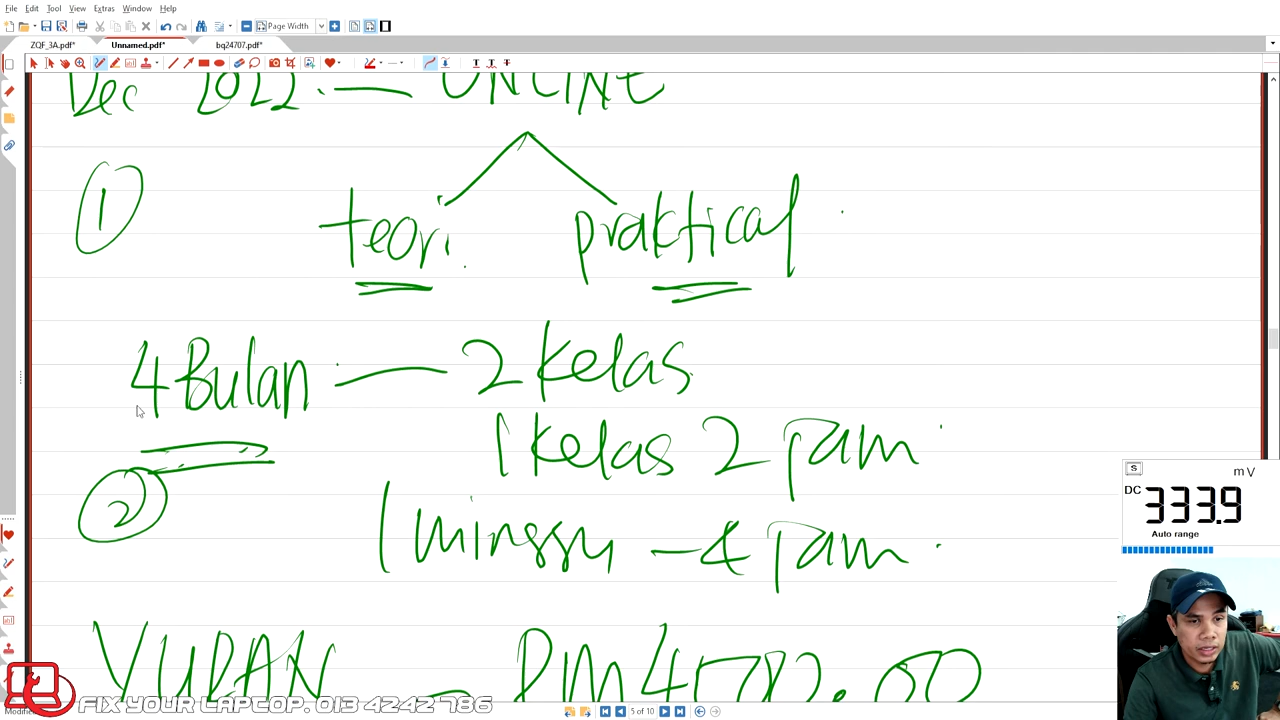 File Edit View Tool Extras Window Help
Page Width
ZQF_3A.pdf* Unnamed.pdf* bq24707.pdf*
Dec 2022. — ONLINE
1
teori praktical
4 Bulan — 2 kelas
1 kelas 2 jam
2
1 minggu - 4 jam
YURAN - RM 4500.00
S
mV
DC 333.9
Auto range
FIX YOUR LAPTOP. 013 4242 786
5 of 10